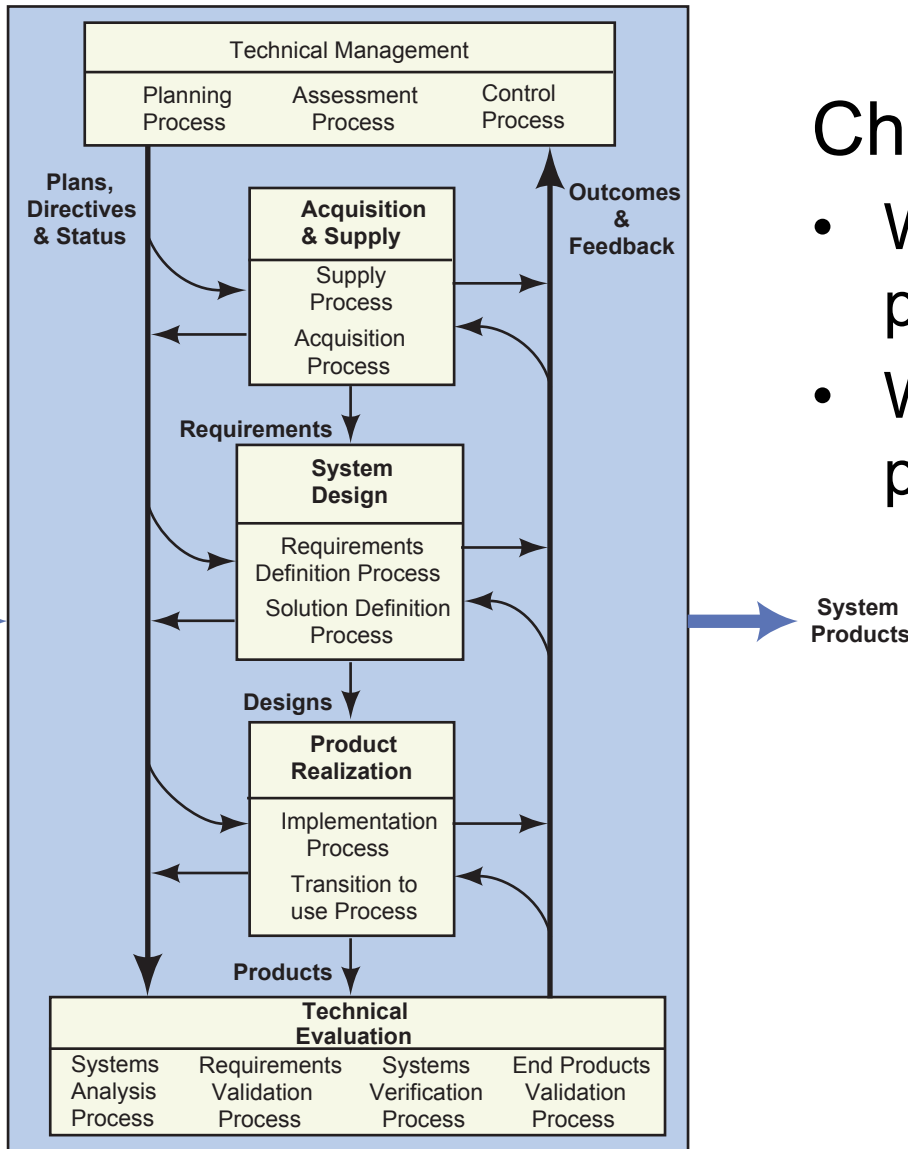 Technical Management
Planning
Process
Assessment
Process
Control
Process
Plans,
Directives
& Status
Outcomes
&
Feedback
Acquisition
& Supply
Supply
Process
Acquisition
Process
Requirements
System
Design
Requirements
Definition Process
Solution Definition
Process
Designs
Product
Realization
Implementation
Process
Transition to
use Process
Products
Technical
Evaluation
Systems
Analysis
Process
Requirements
Validation
Process
Systems
Verification
Process
End Products
Validation
Process
System
Products